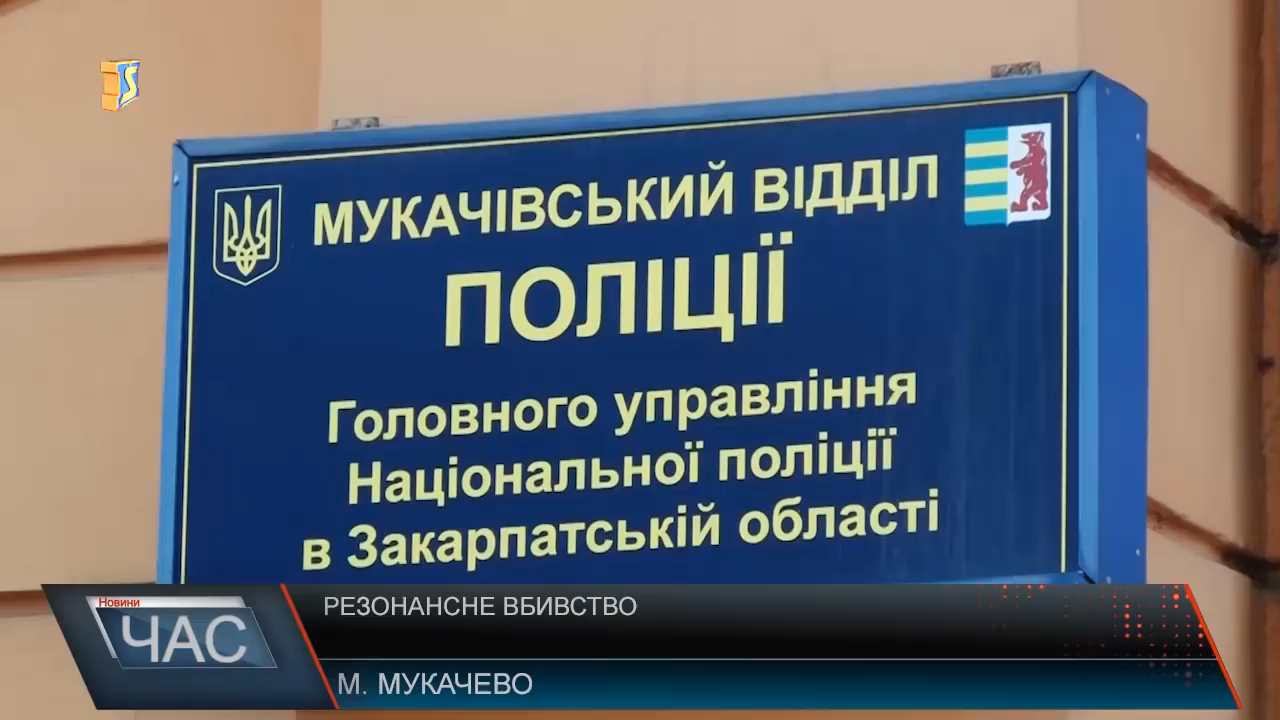 МУКАЧІВСЬКИЙ ВІДДІЛ
ПОЛІЦІЇ
Головного управління
Національної поліції
в Закарпатській області
Новини
ЧАС
РЕЗОНАНСНЕ ВБИВСТВО
М. МУКАЧЕВО